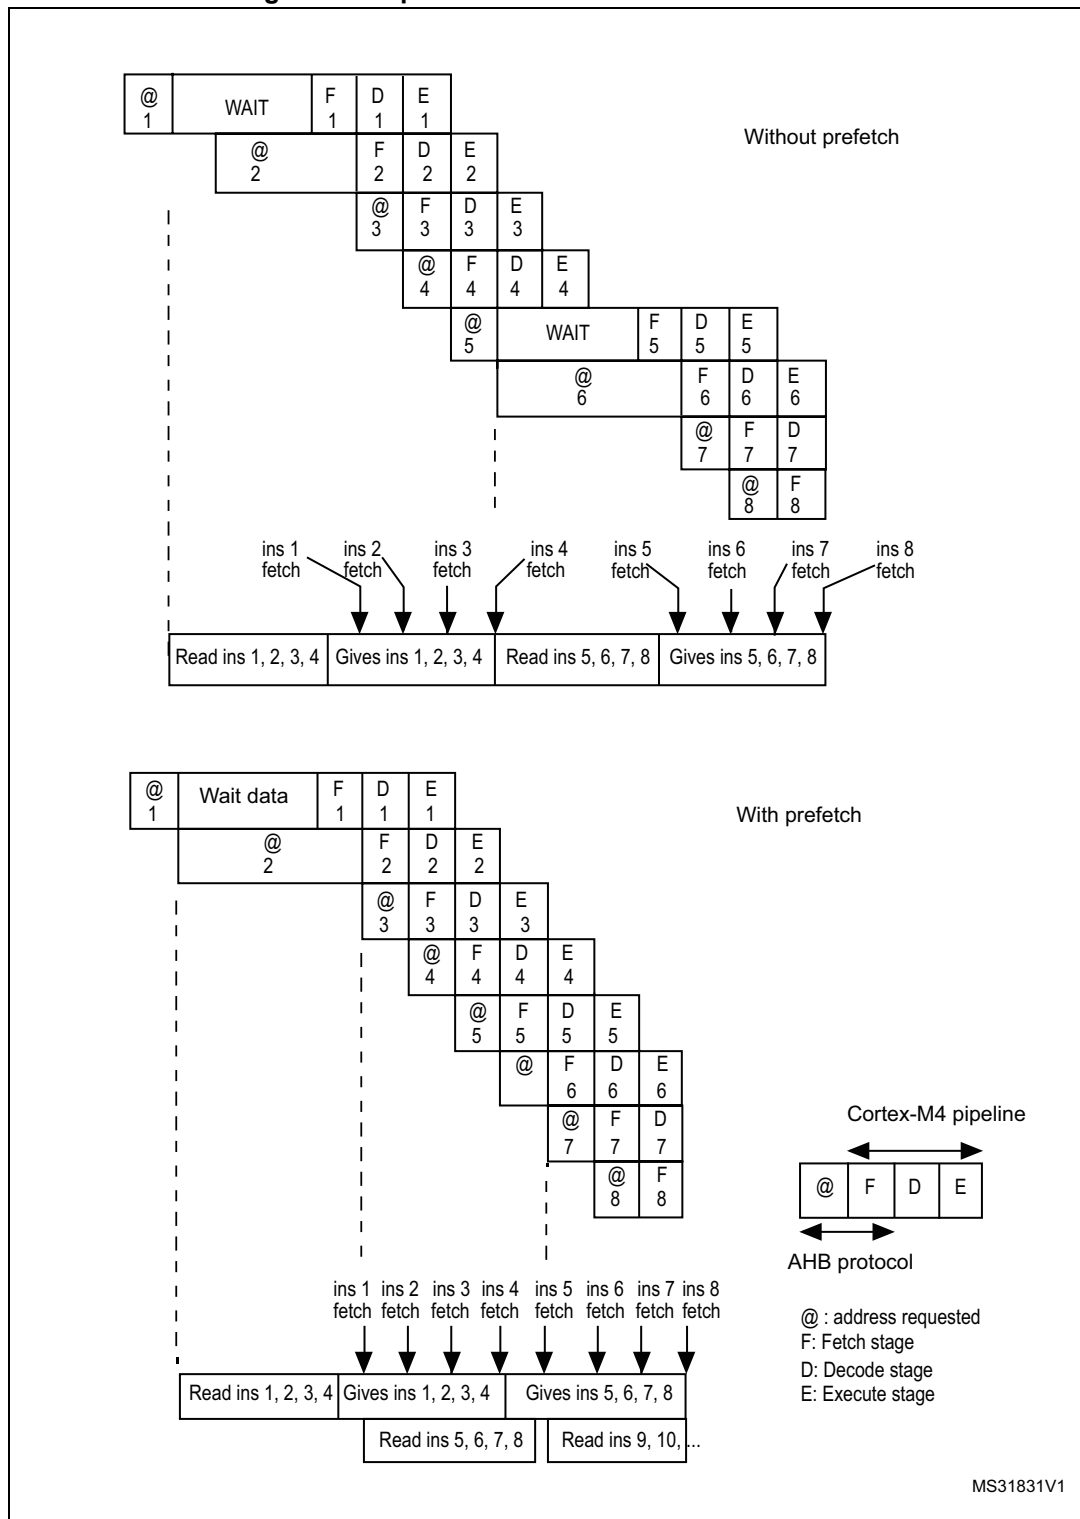 @ WAIT F D E
1 1 1 1
Without prefetch
@ F D E
2 2 2 2
@ F D E
3 3 3 3
@ F D E
4 4 4 4
@ WAIT F D E
5 5 5 5
@ F D E
6 6 6 6
@ F D
7 7 7
@ F
8 8
ins 1 ins 2 ins 3 ins 4 ins 5 ins 6 ins 7 ins 8
fetch fetch fetch fetch fetch fetch fetch fetch
Read ins 1, 2, 3, 4 Gives ins 1, 2, 3, 4 Read ins 5, 6, 7, 8 Gives ins 5, 6, 7, 8
@ Wait data F D E
1 1 1 1
With prefetch
@ F D E
2 2 2 2
@ F D E
3 3 3 3
@ F D E
4 4 4 4
@ F D E
5 5 5 5
@ F D E
6 6 6
@ F D
7 7 7
@ F
8 8
Cortex-M4 pipeline
@ F D E
AHB protocol
ins 1 ins 2 ins 3 ins 4 ins 5 ins 6 ins 7 ins 8
fetch fetch fetch fetch fetch fetch fetch fetch
@ : address requested
F: Fetch stage
D: Decode stage
E: Execute stage
Read ins 1, 2, 3, 4 Gives ins 1, 2, 3, 4 Gives ins 5, 6, 7, 8
Read ins 5, 6, 7, 8 Read ins 9, 10, ...
MS31831V1